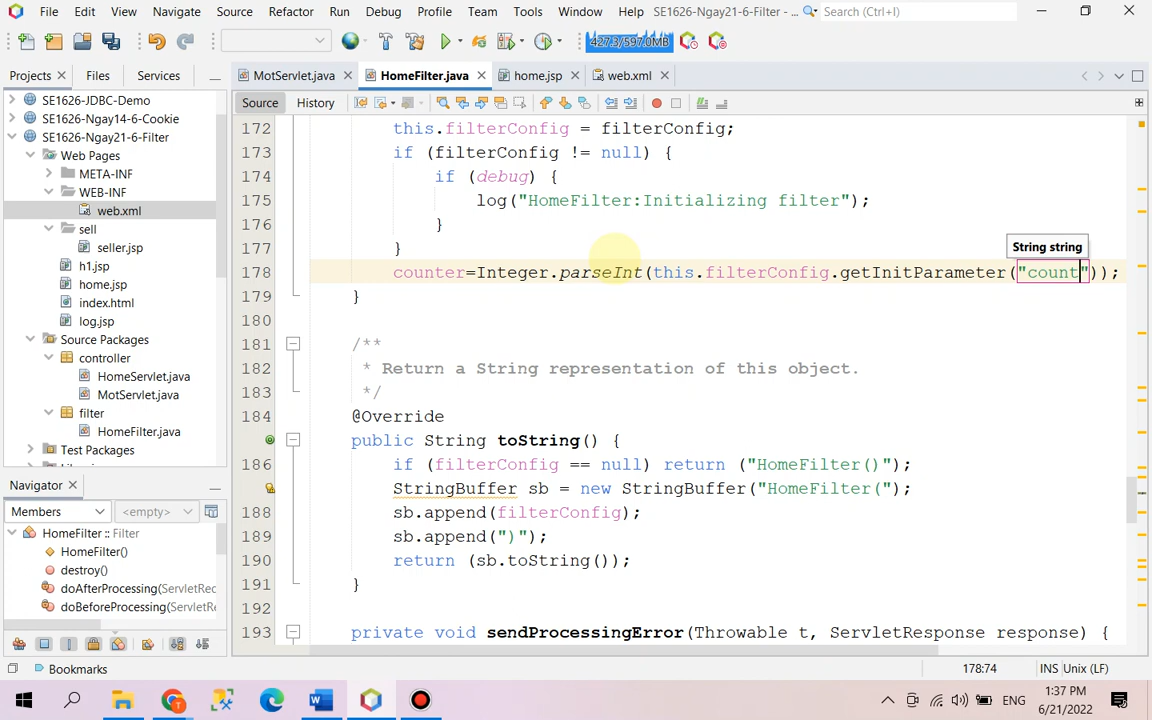 File Edit View Navigate Source Refactor Run Debug Profile Team Tools Window Help SE1626-Ngay21-6-Filter - ... Search (Ctrl+I)
427.3/597.0MB
Projects Files Services
MotServlet.java HomeFilter.java home.jsp web.xml
Source History
SE1626-JDBC-Demo
SE1626-Ngay14-6-Cookie
SE1626-Ngay21-6-Filter
Web Pages
META-INF
WEB-INF
web.xml
sell
seller.jsp
h1.jsp
home.jsp
index.html
log.jsp
Source Packages
controller
HomeServlet.java
MotServlet.java
filter
HomeFilter.java
Test Packages
Navigator
Members <empty>
HomeFilter :: Filter
HomeFilter()
destroy()
doAfterProcessing(ServletRec
doBeforeProcessing(ServletRe
172 this.filterConfig = filterConfig;
173 if (filterConfig != null) {
174 if (debug) {
175 log("HomeFilter:Initializing filter");
176 }
177 }
String string
178 counter=Integer.parseInt(this.filterConfig.getInitParameter("count"));
179 }
180
181 /**
182 * Return a String representation of this object.
183 */
184 @Override
public String toString() {
186 if (filterConfig == null) return ("HomeFilter()");
StringBuffer sb = new StringBuffer("HomeFilter(");
188 sb.append(filterConfig);
189 sb.append(")");
190 return (sb.toString());
191 }
192
193 private void sendProcessingError(Throwable t, ServletResponse response) {
Bookmarks
178:74 INS Unix (LF)
ENG 1:37 PM
6/21/2022